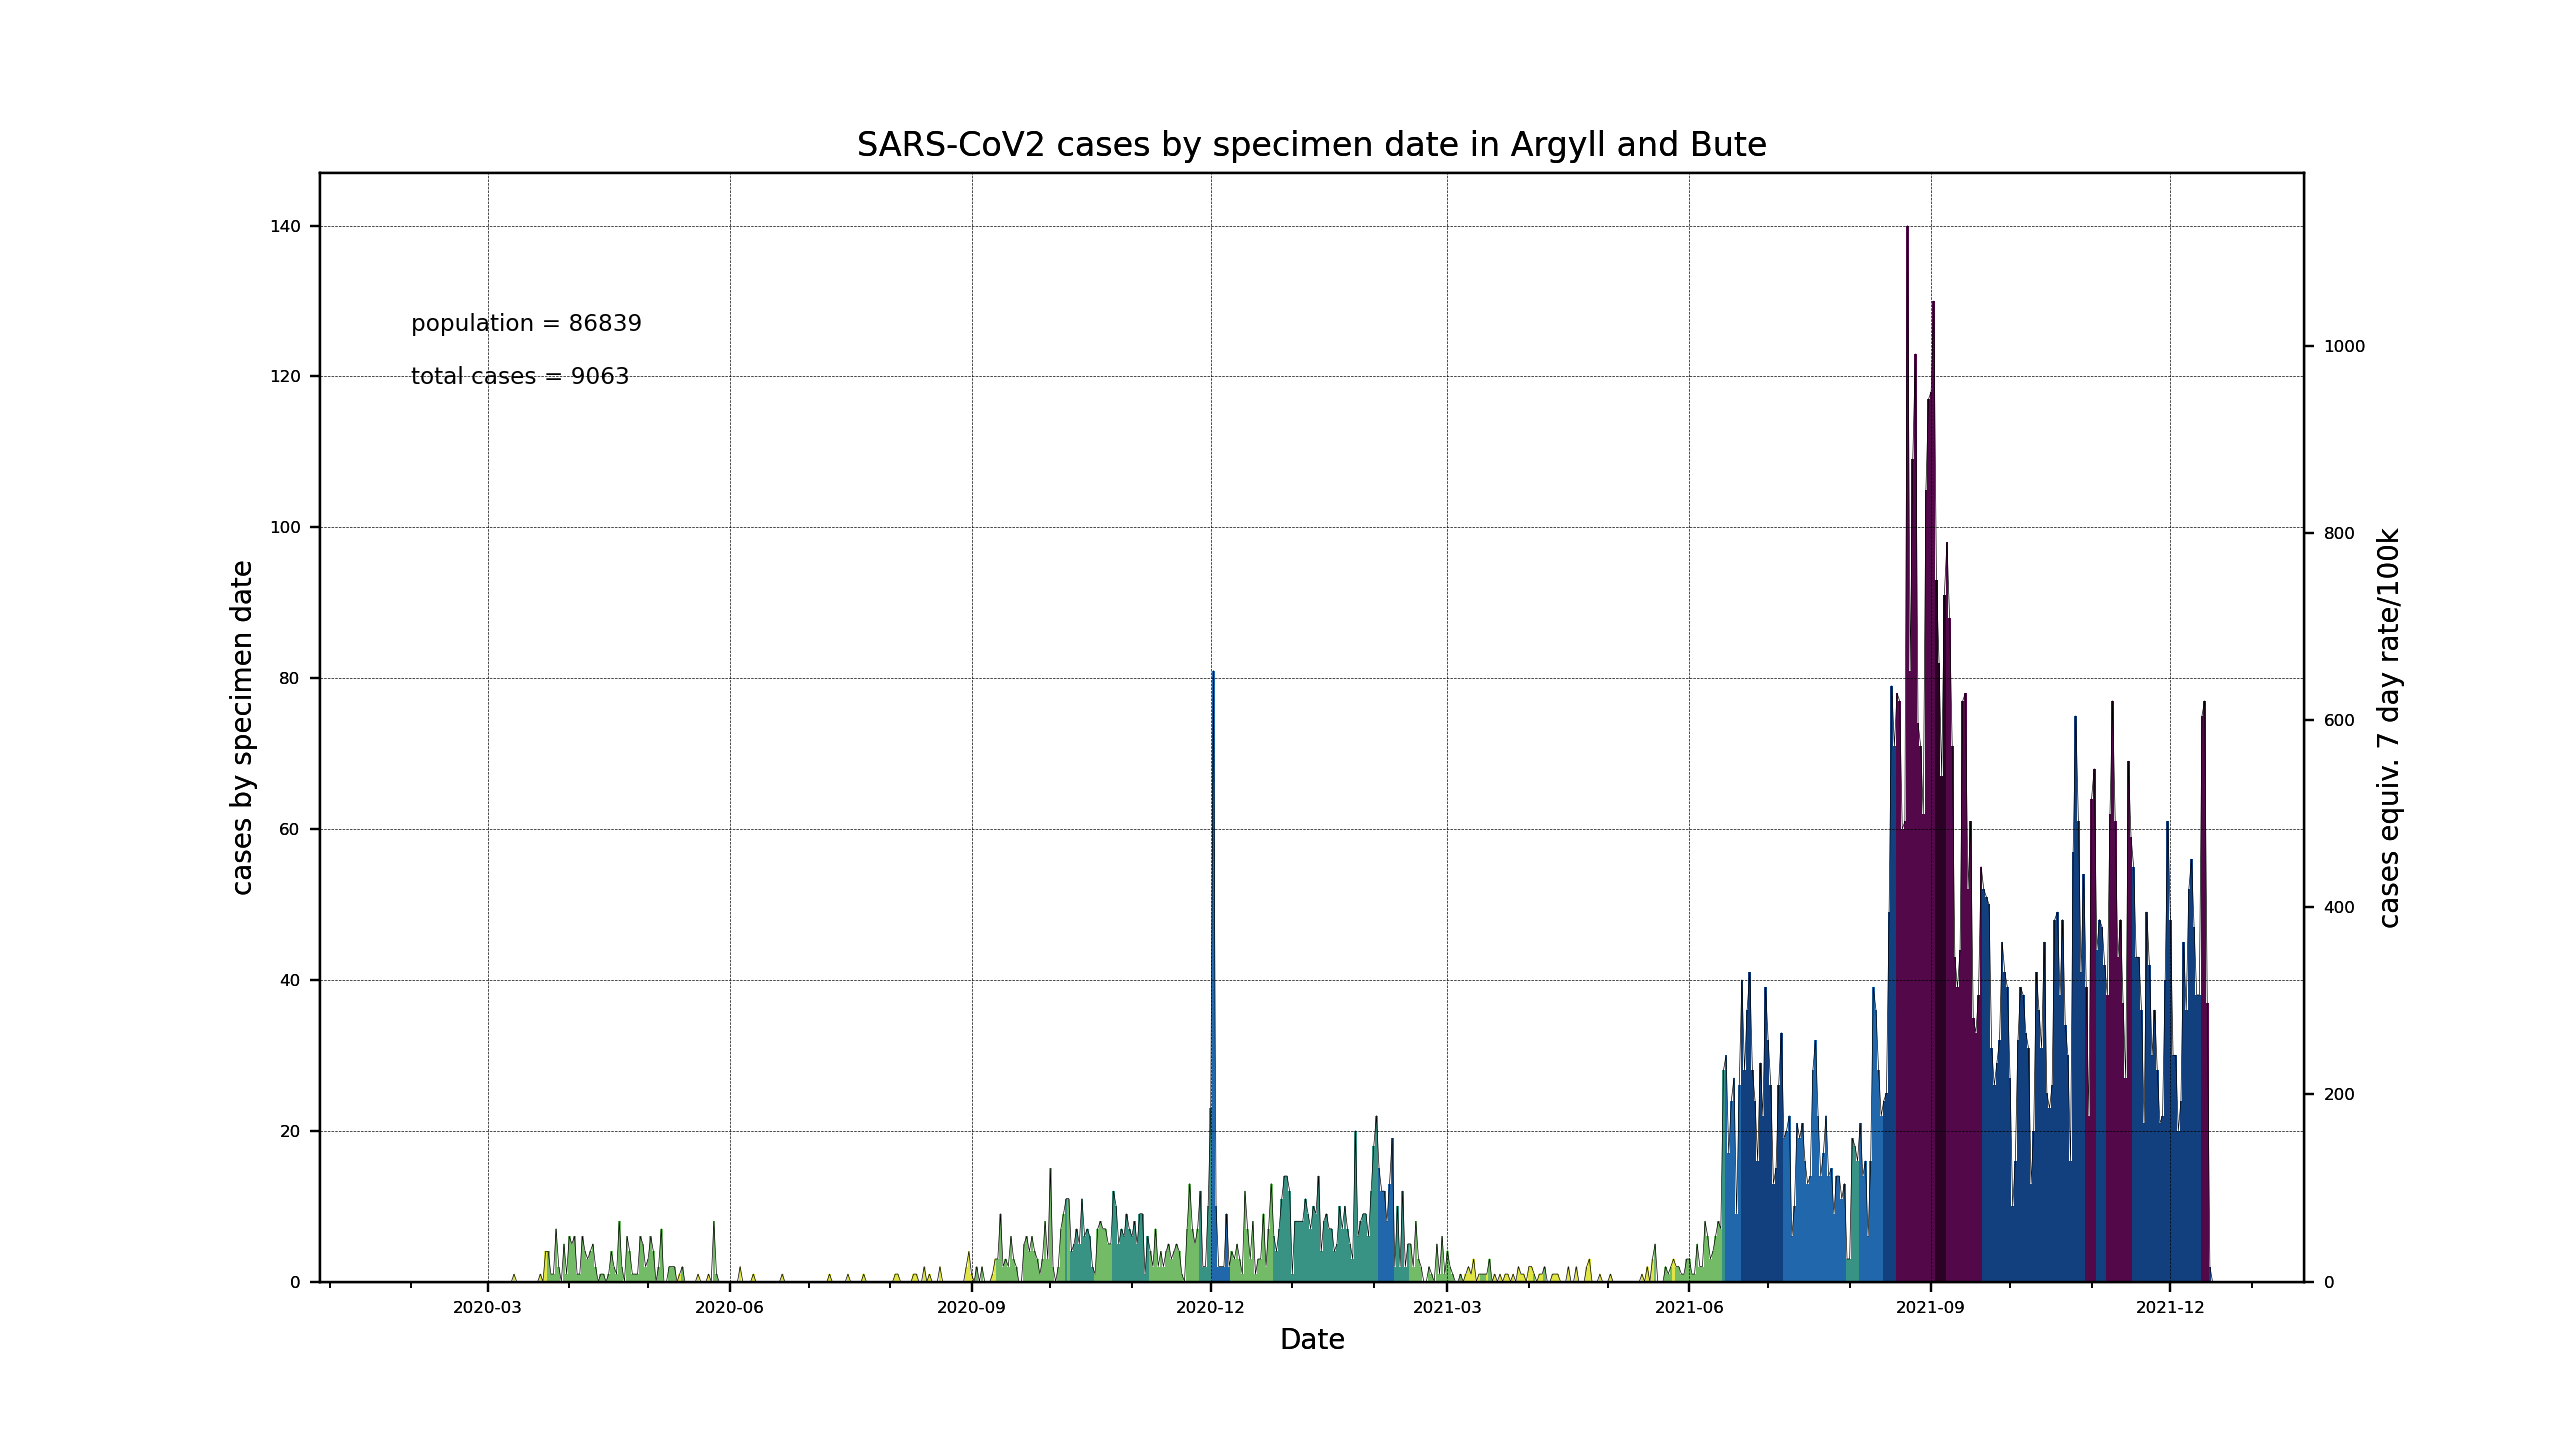 SARS-CoV2 cases by specimen date in Argyll and Bute
population = 86839
total cases = 9063
cases by specimen date
140
120
100
80
60
40
20
0
1000
800
600
400
200
0
cases equiv. 7 day rate/100k
2020-03 2020-06 2020-09 2020-12 2021-03 2021-06 2021-09 2021-12
Date